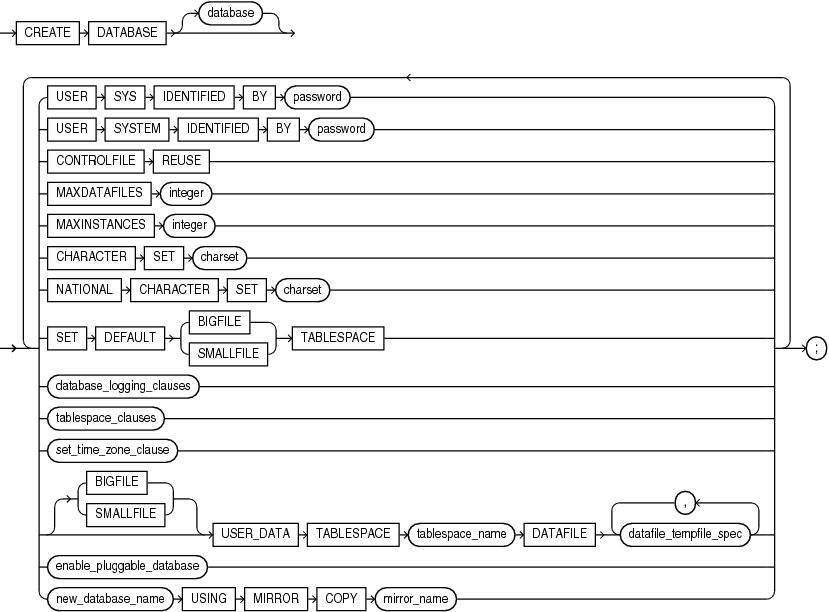 database
CREATE DATABASE
USER SYS IDENTIFIED BY password
USER SYSTEM IDENTIFIED BY password
CONTROLFILE REUSE
MAXDATAFILES integer
MAXINSTANCES integer
CHARACTER SET charset
NATIONAL CHARACTER SET charset
BIGFILE
SET DEFAULT TABLESPACE
SMALLFILE
;
database_logging_clauses
tablespace_clauses
set_time_zone_clause
BIGFILE
SMALLFILE
,
USER_DATA TABLESPACE tablespace_name DATAFILE datafile_tempfile_spec
enable_pluggable_database
new_database_name USING MIRROR COPY mirror_name